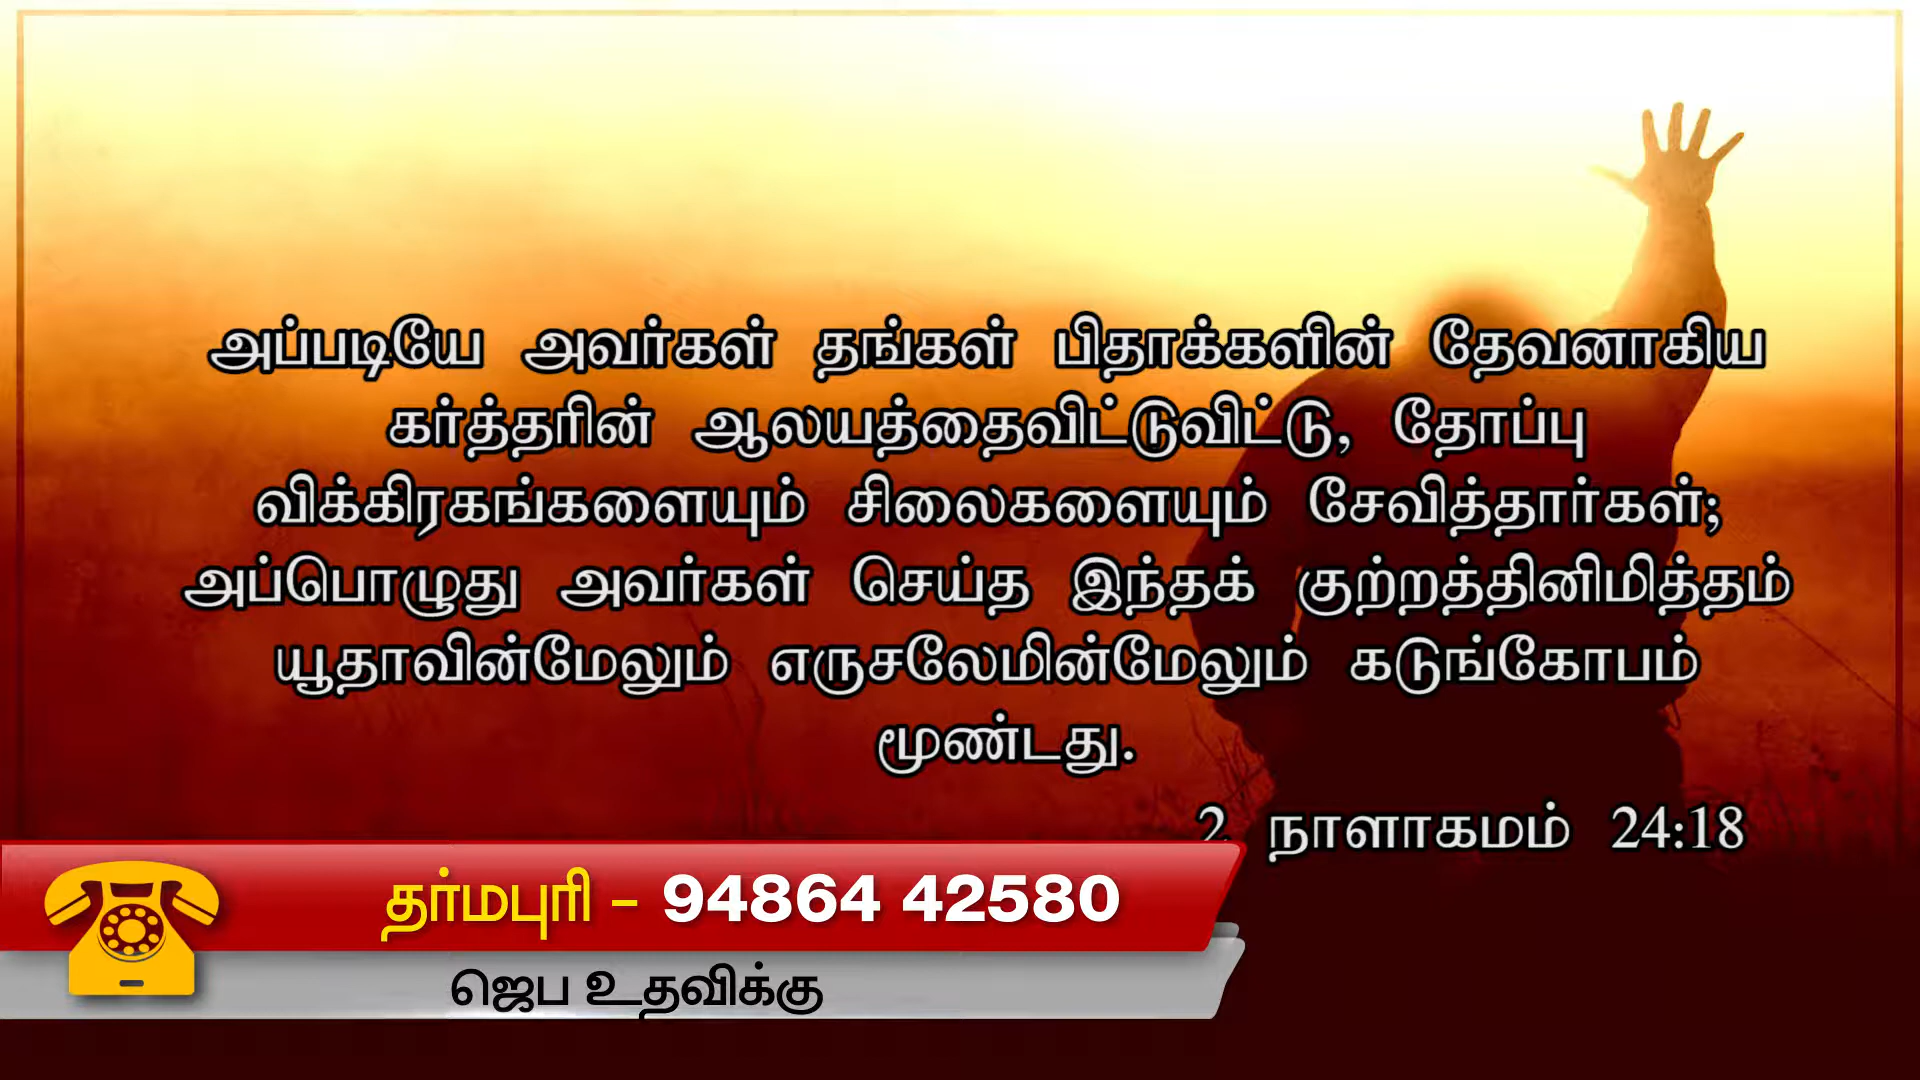 அப்படியே அவர்கள் தங்கள் பிதாக்களின் தேவனாகிய
கர்த்தரின் ஆலயத்தைவிட்டுவிட்டு, தோப்பு
விக்கிரகங்களையும் சிலைகளையும் சேவித்தார்கள்;
அப்பொழுது அவர்கள் செய்த இந்தக் குற்றத்தினிமித்தம்
யூதாவின்மேலும் எருசலேமின்மேலும் கடுங்கோபம்
மூண்டது.
2 நாளாகமம் 24:18
தர்மபுரி - 94864 42580
ஜெப உதவிக்கு